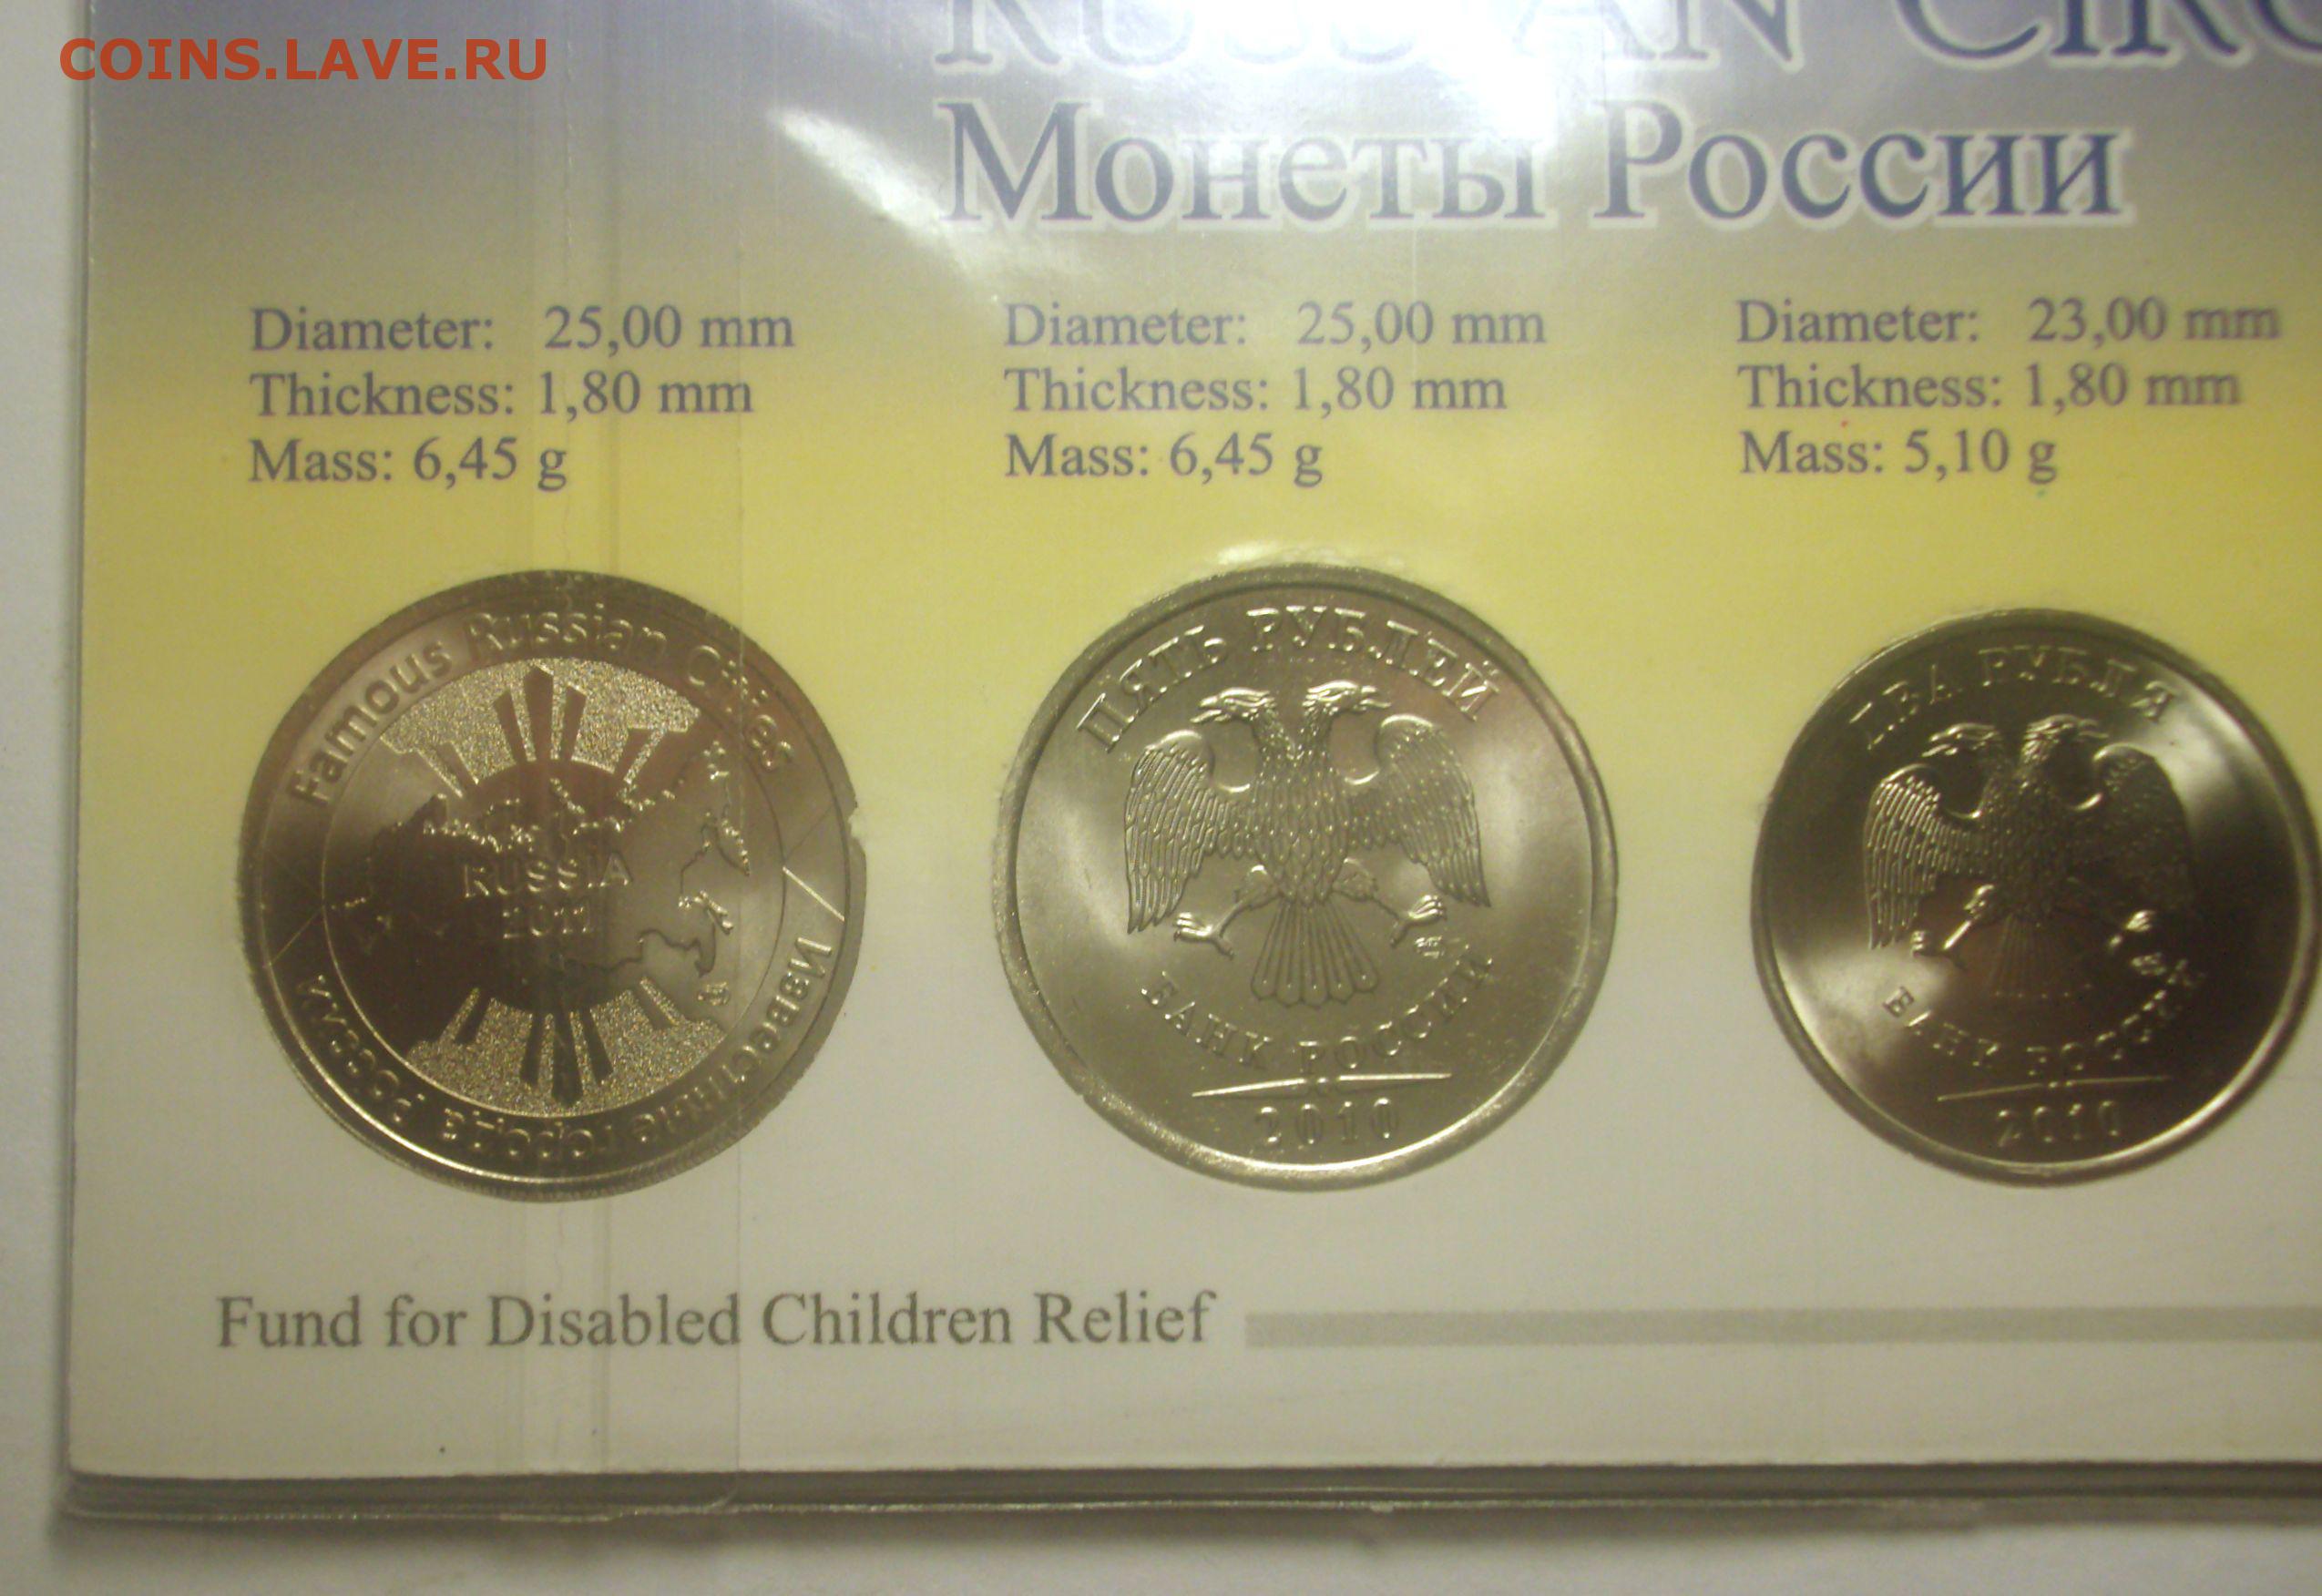 COINS.LAVE.RU
RUSSIAN
Монеты России
Diameter: 25,00 mm
Thickness: 1,80 mm
Mass: 6,45 g
Diameter: 25,00 mm
Thickness: 1,80 mm
Mass: 6,45 g
Diameter: 23,00 mm
Thickness: 1,80 mm
Mass: 5,10 g
Famous Russian Cities
RUSSIA
2011
Известные города России
ПЯТЬ РУБЛЕЙ
БАНК РОССИИ
2010
ДВА РУБЛЯ
БАНК РОССИИ
2010
Fund for Disabled Children Relief